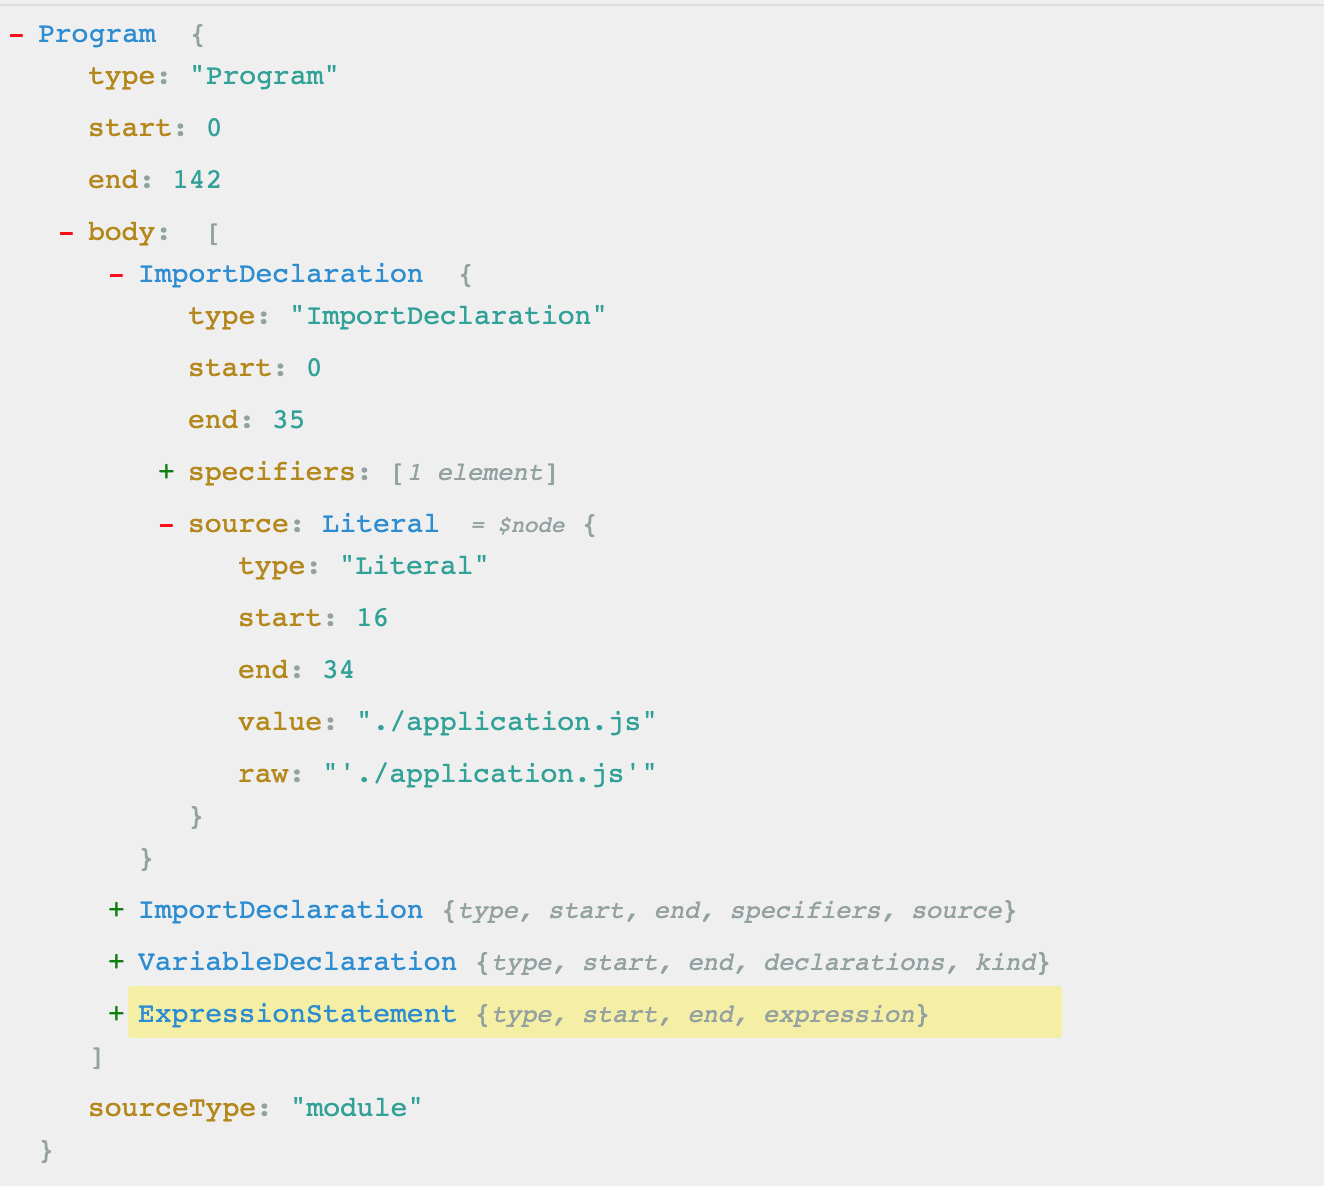 - Program {
type: "Program"
start: 0
end: 142
- body: [
- ImportDeclaration {
type: "ImportDeclaration"
start: 0
end: 35
+ specifiers: [1 element]
- source: Literal = $node {
type: "Literal"
start: 16
end: 34
value: "./application.js"
raw: "'./application.js'"
}
}
+ ImportDeclaration {type, start, end, specifiers, source}
+ VariableDeclaration {type, start, end, declarations, kind}
+ ExpressionStatement {type, start, end, expression}
]
sourceType: "module"
}